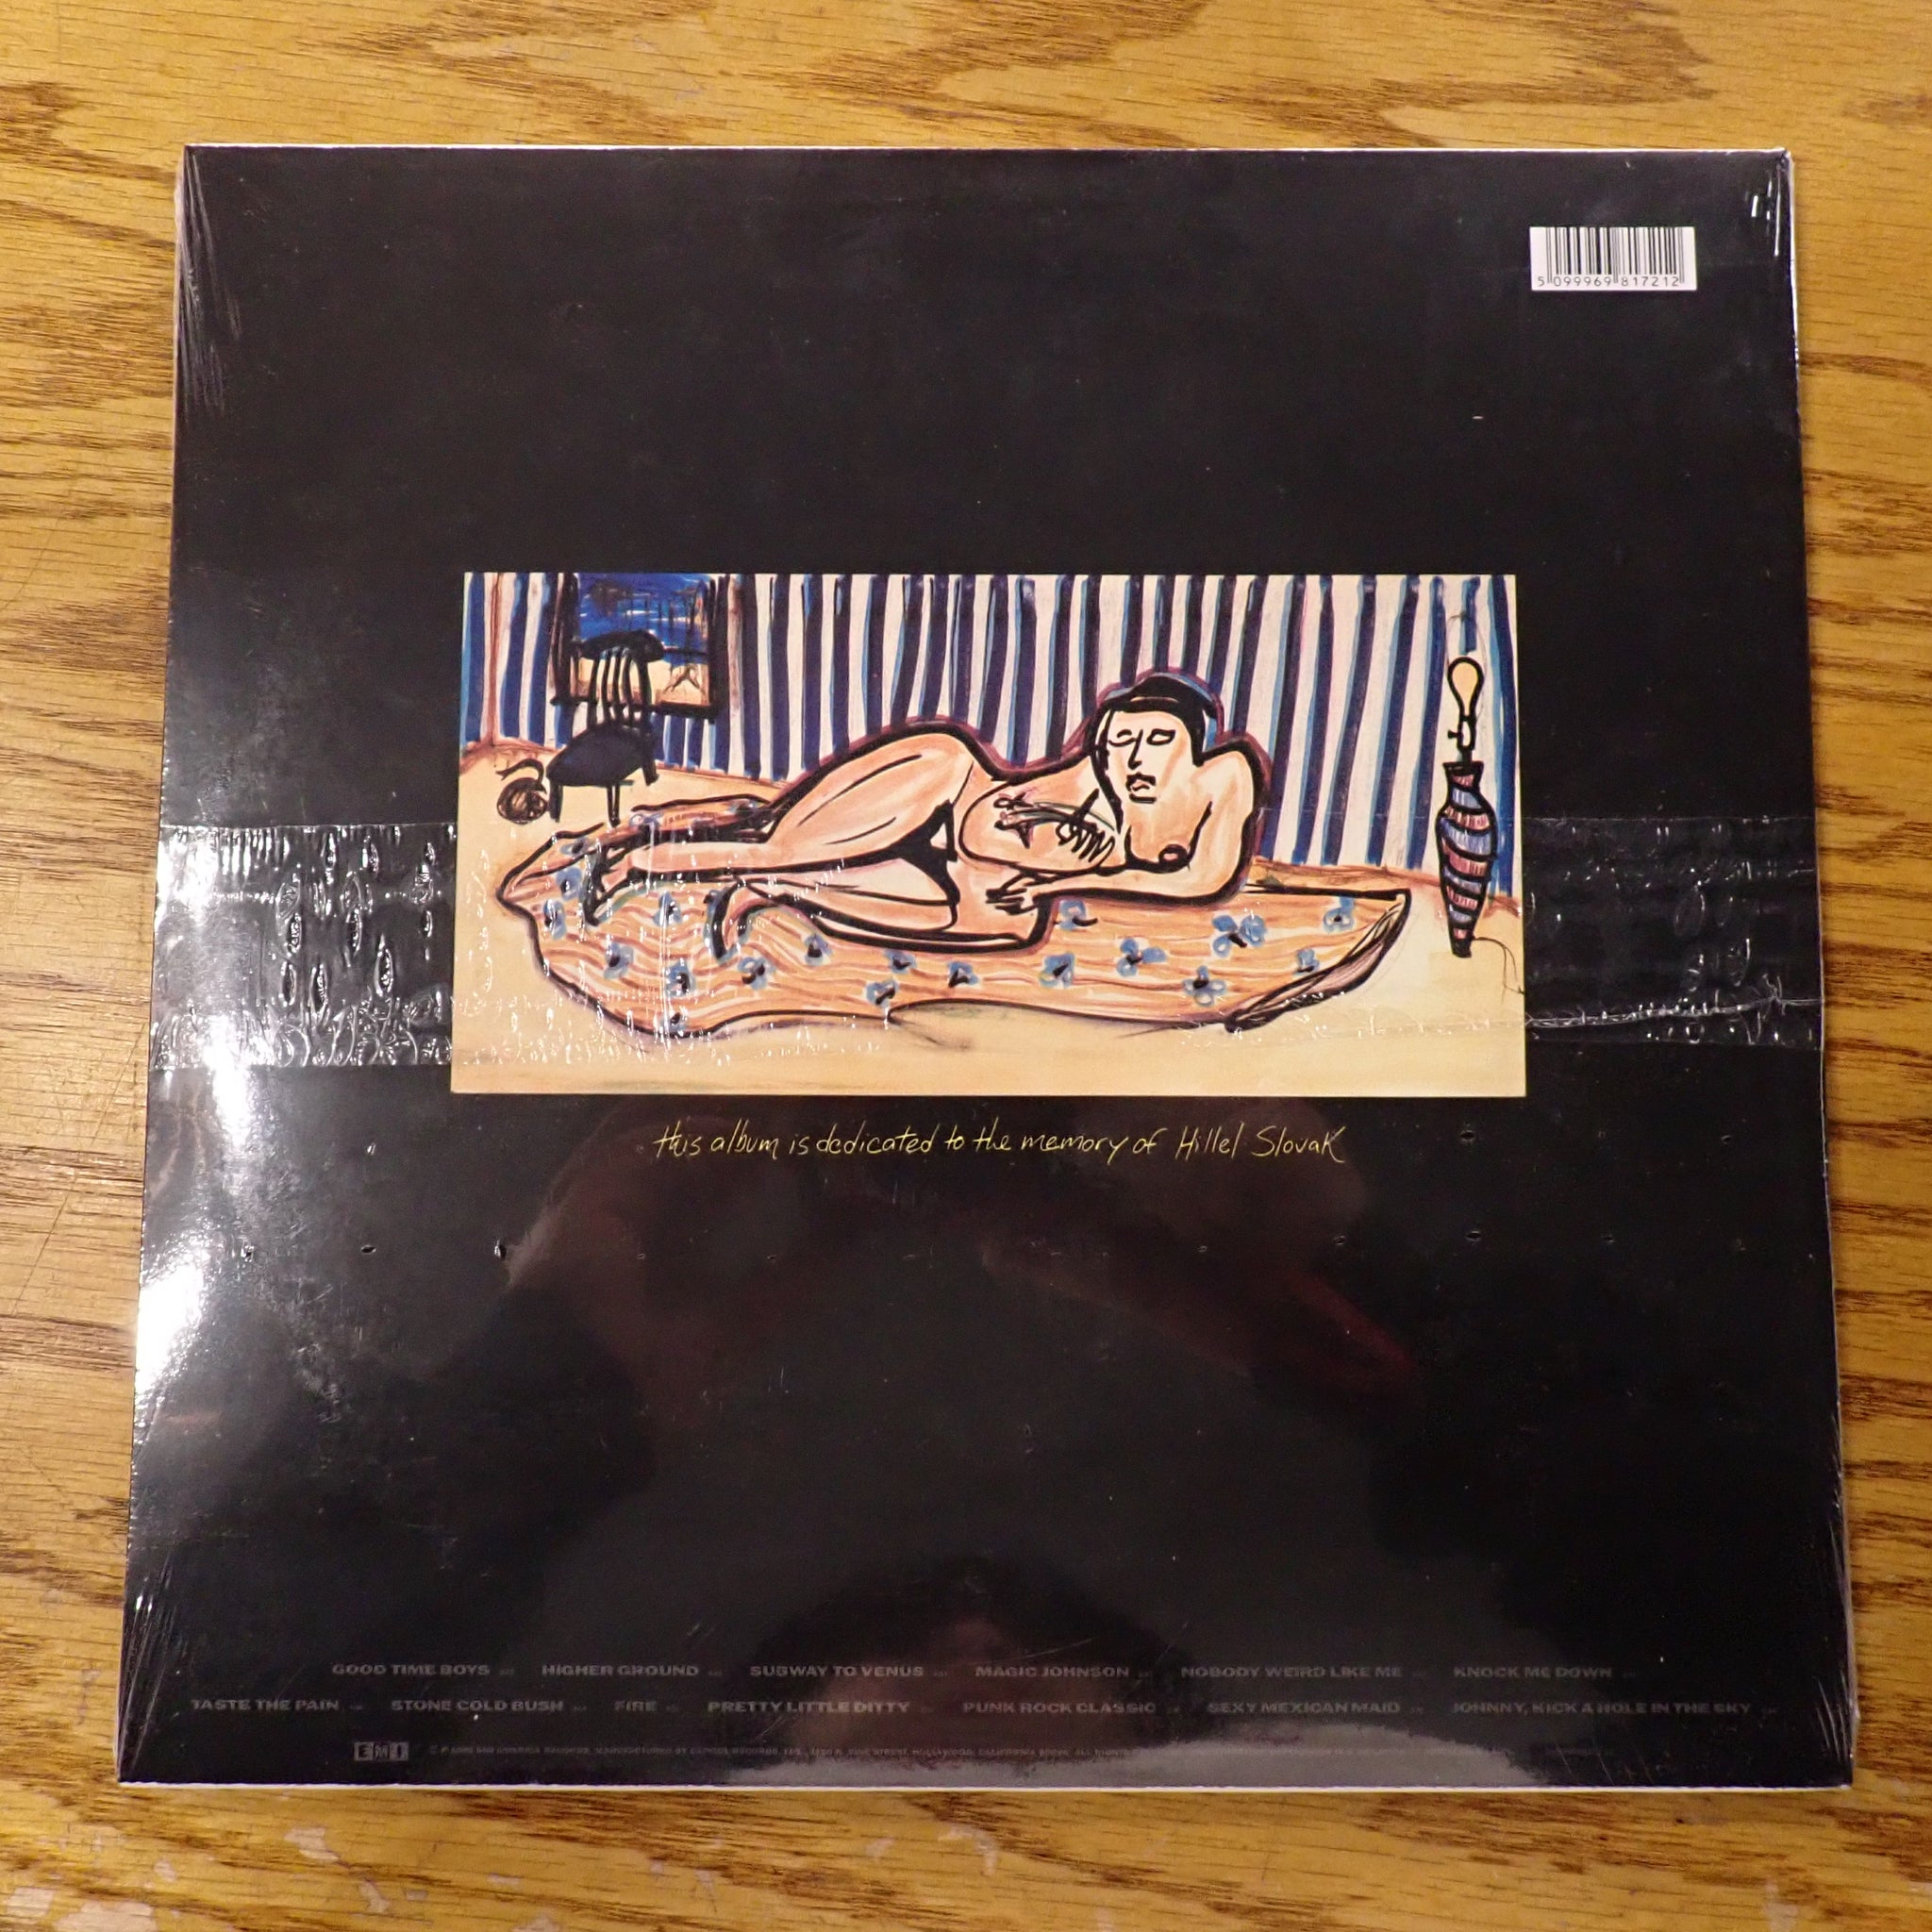 5 099969 817212
this album is dedicated to the memory of Hillel Slovak
GOOD TIME BOYS HIGHER GROUND SUBWAY TO VENUS MAGIC JOHNSON NOBODY WEIRD LIKE ME KNOCK ME DOWN
TASTE THE PAIN STONE COLD BUSH FIRE PRETTY LITTLE DITTY PUNK ROCK CLASSIC SEXY MEXICAN MAID JOHNNY, KICK A HOLE IN THE SKY
EMI